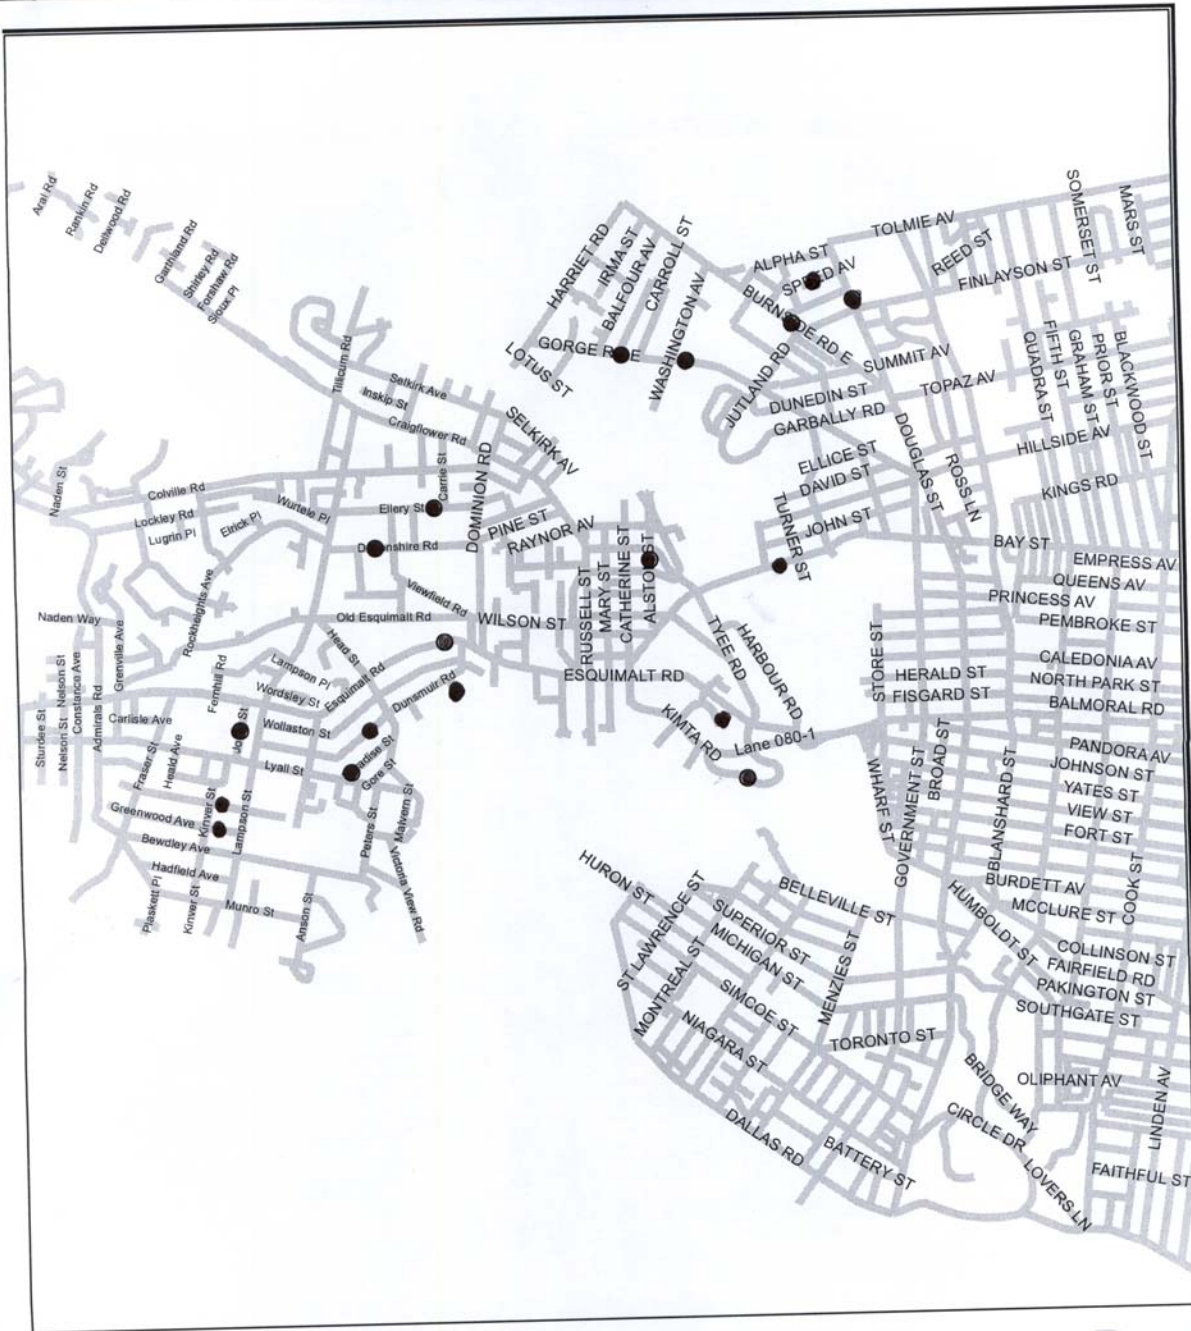 Aral Rd
Rankin Rd
Dellwood Rd
Garthland Rd
Shirley Rd
Forshaw Rd
Sioux Pl
HARRIET RD
IRMA ST
BALFOUR AV
CARROLL ST
WASHINGTON AV
ALPHA ST
TOLMIE AV
REED ST
SOMERSET ST
MARS ST
FINLAYSON ST
LOTUS ST
JUTLAND RD
SUMMIT AV
TOPAZ AV
DUNEDIN ST
GARBALLY RD
QUADRA ST
FIFTH ST
GRAHAM ST
PRIOR ST
BLACKWOOD ST
HILLSIDE AV
KINGS RD
ELLICE ST
DAVID ST
JOHN ST
TURNER ST
DOUGLAS ST
ROSS LN
Tillicum Rd
Selkirk Ave
Inskip St
Craigflower Rd
SELKIRK AV
Naden St
Colville Rd
Lockley Rd
Lugrin Pl
Etrick Pl
Wurtele Pl
Ellery St
Carrie St
DOMINION RD
PINE ST
RAYNOR AV
BAY ST
EMPRESS AV
QUEENS AV
PRINCESS AV
PEMBROKE ST
Naden Way
Grenville Ave
Rockheights Ave
Old Esquimalt Rd
Viewfield Rd
WILSON ST
RUSSELL ST
MARY ST
CATHERINE ST
TYEE RD
HARBOUR RD
STORE ST
CALEDONIA AV
HERALD ST
NORTH PARK ST
FISGARD ST
BALMORAL RD
ESQUIMALT RD
KIMTA RD
Lane 080-1
Sturdee St
Nelson St
Nelson St
Constance Ave
Admirals Rd
Carlisle Ave
Fernhill Rd
Lampson Pl
Head St
Wordsley St
Esquimalt Rd
Dunsmuir Rd
Wollaston St
Lyall St
Gore St
Fraser St
Heald Ave
Greenwood Ave
Kinver St
Lampson St
Bewdley Ave
Hadfield Ave
Plaskett Pl
Kinver St
Munro St
Anson St
Peters St
Malvern St
Victoria View Rd
PANDORA AV
JOHNSON ST
YATES ST
VIEW ST
FORT ST
WHARF ST
GOVERNMENT ST
BROAD ST
BLANSHARD ST
COOK ST
BURDETT AV
MCCLURE ST
HURON ST
ST LAWRENCE ST
MONTREAL ST
SUPERIOR ST
MICHIGAN ST
BELLEVILLE ST
MENZIES ST
SIMCOE ST
NIAGARA ST
TORONTO ST
HUMBOLDT ST
COLLINSON ST
FAIRFIELD RD
PAKINGTON ST
SOUTHGATE ST
OLIPHANT AV
LINDEN AV
BRIDGE WAY
CIRCLE DR
LOVERS LN
FAITHFUL ST
DALLAS RD
BATTERY ST